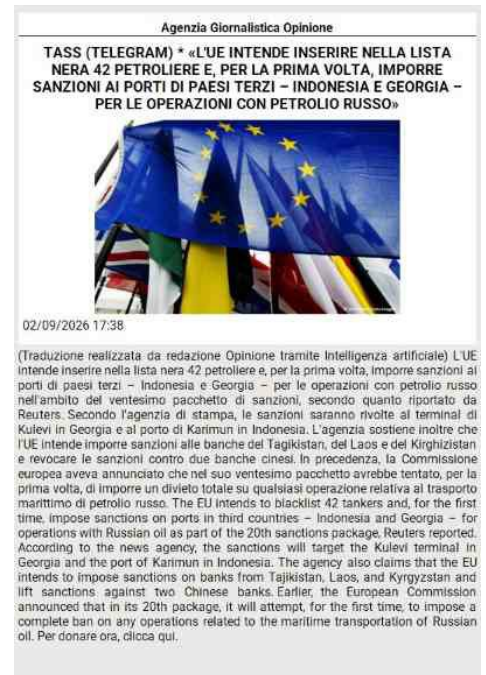 Agenzia Giornalistica Opinione
TASS (TELEGRAM) * «L'UE INTENDE INSERIRE NELLA LISTA
NERA 42 PETROLIERE E, PER LA PRIMA VOLTA, IMPORRE
SANZIONI AI PORTI DI PAESI TERZI – INDONESIA E GEORGIA –
PER LE OPERAZIONI CON PETROLIO RUSSO»
02/09/2026 17:38
(Traduzione realizzata da redazione Opinione tramite Intelligenza artificiale) L'UE
intende inserire nella lista nera 42 petroliere e, per la prima volta, imporre sanzioni ai
porti di paesi terzi – Indonesia e Georgia – per le operazioni con petrolio russo
nell'ambito del ventesimo pacchetto di sanzioni, secondo quanto riportato da
Reuters. Secondo l'agenzia di stampa, le sanzioni saranno rivolte al terminal di
Kulevi in Georgia e al porto di Karimun in Indonesia. L'agenzia sostiene inoltre che
l'UE intende imporre sanzioni alle banche del Tagikistan, del Laos e del Kirghizistan
e revocare le sanzioni contro due banche cinesi. In precedenza, la Commissione
europea aveva annunciato che nel suo ventesimo pacchetto avrebbe tentato, per la
prima volta, di imporre un divieto totale su qualsiasi operazione relativa al trasporto
marittimo di petrolio russo. The EU intends to blacklist 42 tankers and, for the first
time, impose sanctions on ports in third countries – Indonesia and Georgia – for
operations with Russian oil as part of the 20th sanctions package, Reuters reported.
According to the news agency, the sanctions will target the Kulevi terminal in
Georgia and the port of Karimun in Indonesia. The agency also claims that the EU
intends to impose sanctions on banks from Tajikistan, Laos, and Kyrgyzstan and
lift sanctions against two Chinese banks. Earlier, the European Commission
announced that in its 20th package, it will attempt, for the first time, to impose a
complete ban on any operations related to the maritime transportation of Russian
oil. Per donare ora, clicca qui.